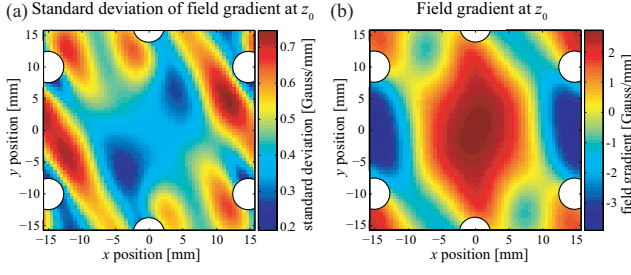 (a) Standard deviation of field gradient at z0
15
10
5
0
−5
−10
−15
y position [mm]
−15 −10 −5 0 5 10 15
x position [mm]
0.7
0.6
0.5
0.4
0.3
0.2
standard deviation [Gauss/mm]
(b) Field gradient at z0
15
10
5
0
−5
−10
−15
y position [mm]
−15 −10 −5 0 5 10 15
x position [mm]
2
1
0
-1
-2
-3
field gradient [Gauss/mm]